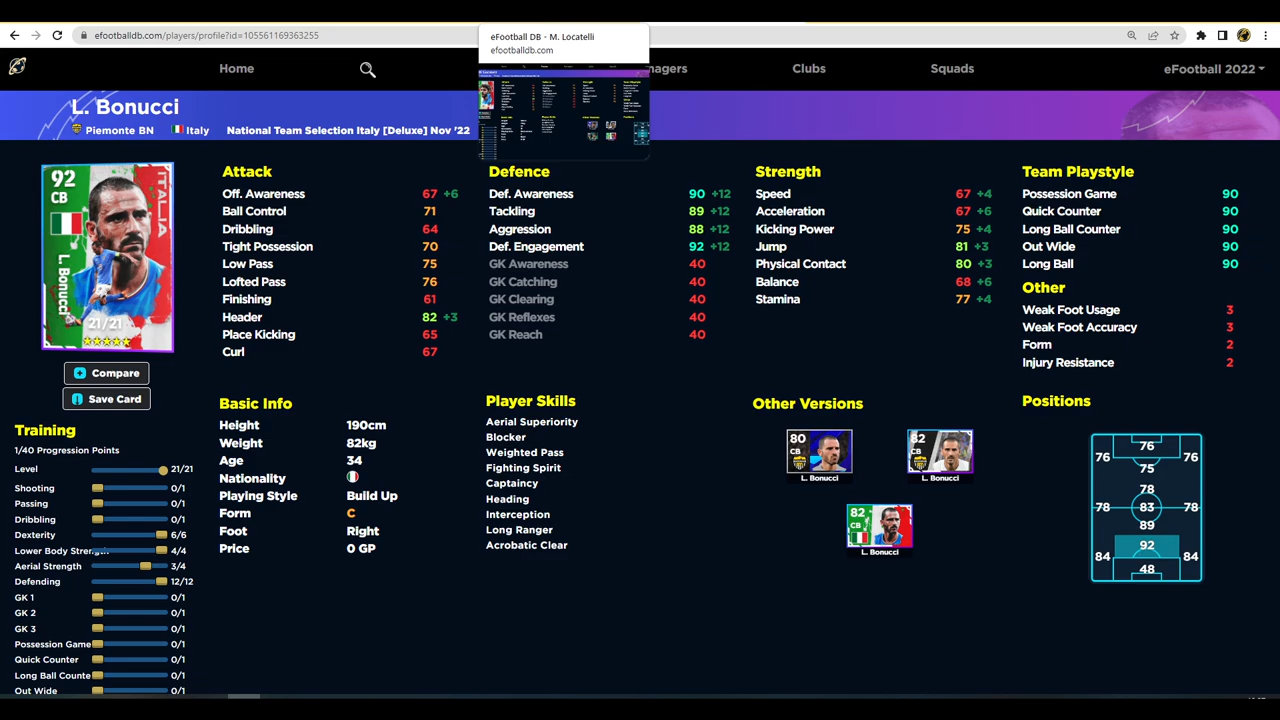 efootballdb.com/players/profile?id=105561169363255
eFootball DB - M. Locatelli
efootballdb.com
Home
nagers
Clubs
Squads
eFootball 2022
L. Bonucci
Piemonte BN
Italy
National Team Selection Italy [Deluxe] Nov '22
92
CB
ITALIA
L. Bonucci
21/21
Compare
Save Card
Training
1/40 Progression Points
Level 21/21
Shooting 0/1
Passing 0/1
Dribbling 0/1
Dexterity 6/6
Lower Body Streng 4/4
Aerial Strength 3/4
Defending 12/12
GK 1 0/1
GK 2 0/1
GK 3 0/1
Possession Game 0/1
Quick Counter 0/1
Long Ball Counte 0/1
Out Wide 0/1
Attack
Off. Awareness 67 +6
Ball Control 71
Dribbling 64
Tight Possession 70
Low Pass 75
Lofted Pass 76
Finishing 61
Header 82 +3
Place Kicking 65
Curl 67
Defence
Def. Awareness 90 +12
Tackling 89 +12
Aggression 88 +12
Def. Engagement 92 +12
GK Awareness 40
GK Catching 40
GK Clearing 40
GK Reflexes 40
GK Reach 40
Strength
Speed 67 +4
Acceleration 67 +6
Kicking Power 75 +4
Jump 81 +3
Physical Contact 80 +3
Balance 68 +6
Stamina 77 +4
Team Playstyle
Possession Game 90
Quick Counter 90
Long Ball Counter 90
Out Wide 90
Long Ball 90
Other
Weak Foot Usage 3
Weak Foot Accuracy 3
Form 2
Injury Resistance 2
Basic Info
Height 190cm
Weight 82kg
Age 34
Nationality
Playing Style Build Up
Form C
Foot Right
Price 0 GP
Player Skills
Aerial Superiority
Blocker
Weighted Pass
Fighting Spirit
Captaincy
Heading
Interception
Long Ranger
Acrobatic Clear
Other Versions
80
CB
L. Bonucci
82
CB
L. Bonucci
82
CB
L. Bonucci
Positions
76
76 76
75
78
78 83 78
89
92
84 84
48